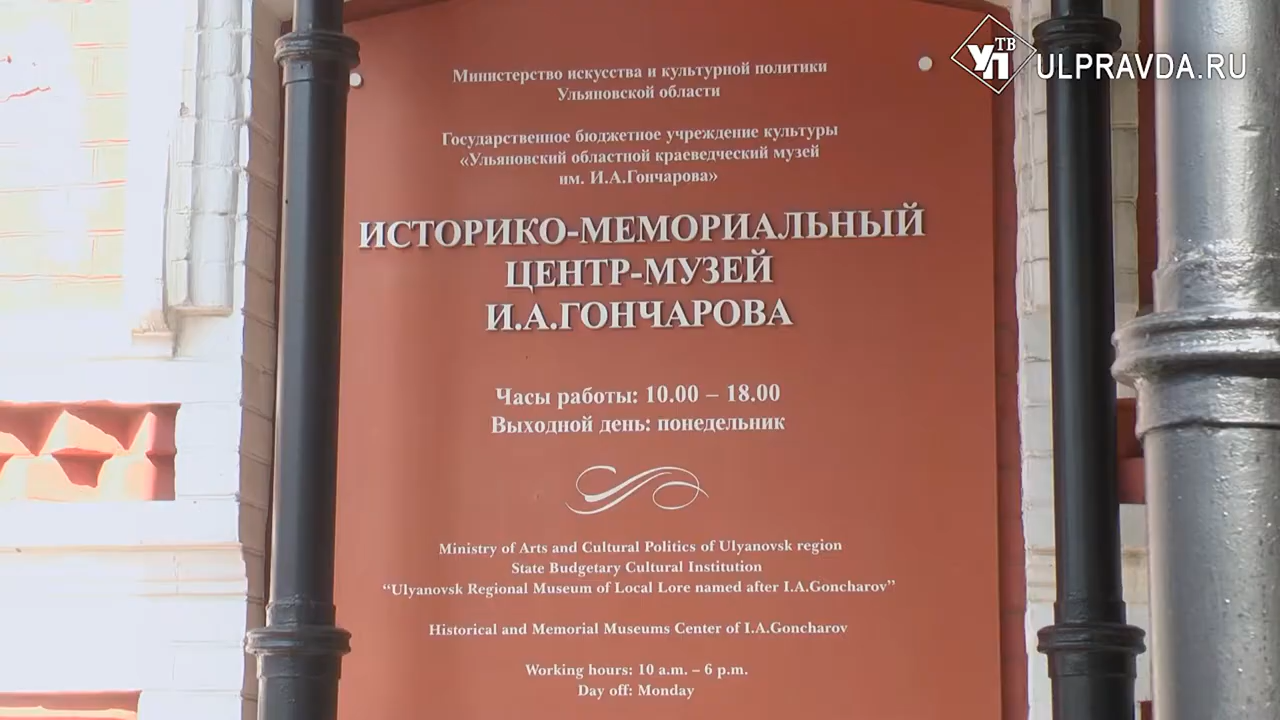 УП ТВ ULPRAVDA.RU
Министерство искусства и культурной политики
Ульяновской области
Государственное бюджетное учреждение культуры
«Ульяновский областной краеведческий музей
им. И.А.Гончарова»
ИСТОРИКО-МЕМОРИАЛЬНЫЙ
ЦЕНТР-МУЗЕЙ
И.А.ГОНЧАРОВА
Часы работы: 10.00 – 18.00
Выходной день: понедельник
Ministry of Arts and Cultural Politics of Ulyanovsk region
State Budgetary Cultural Institution
“Ulyanovsk Regional Museum of Local Lore named after I.A.Goncharov”
Historical and Memorial Museums Center of I.A.Goncharov
Working hours: 10 a.m. – 6 p.m.
Day off: Monday